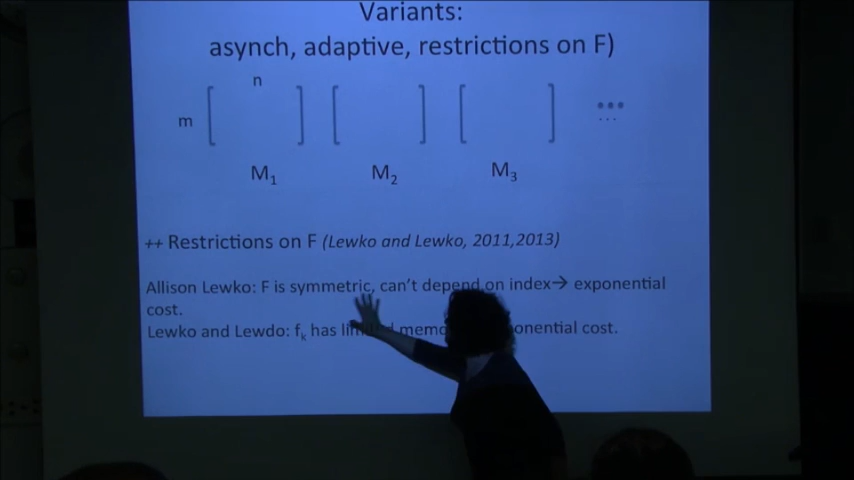 Variants:
asynch, adaptive, restrictions on F)
n
m
M1 M2 M3 ...
++ Restrictions on F (Lewko and Lewko, 2011,2013)
Allison Lewko: F is symmetric, can't depend on index→ exponential
cost.
Lewko and Lewdo: fk has cost.